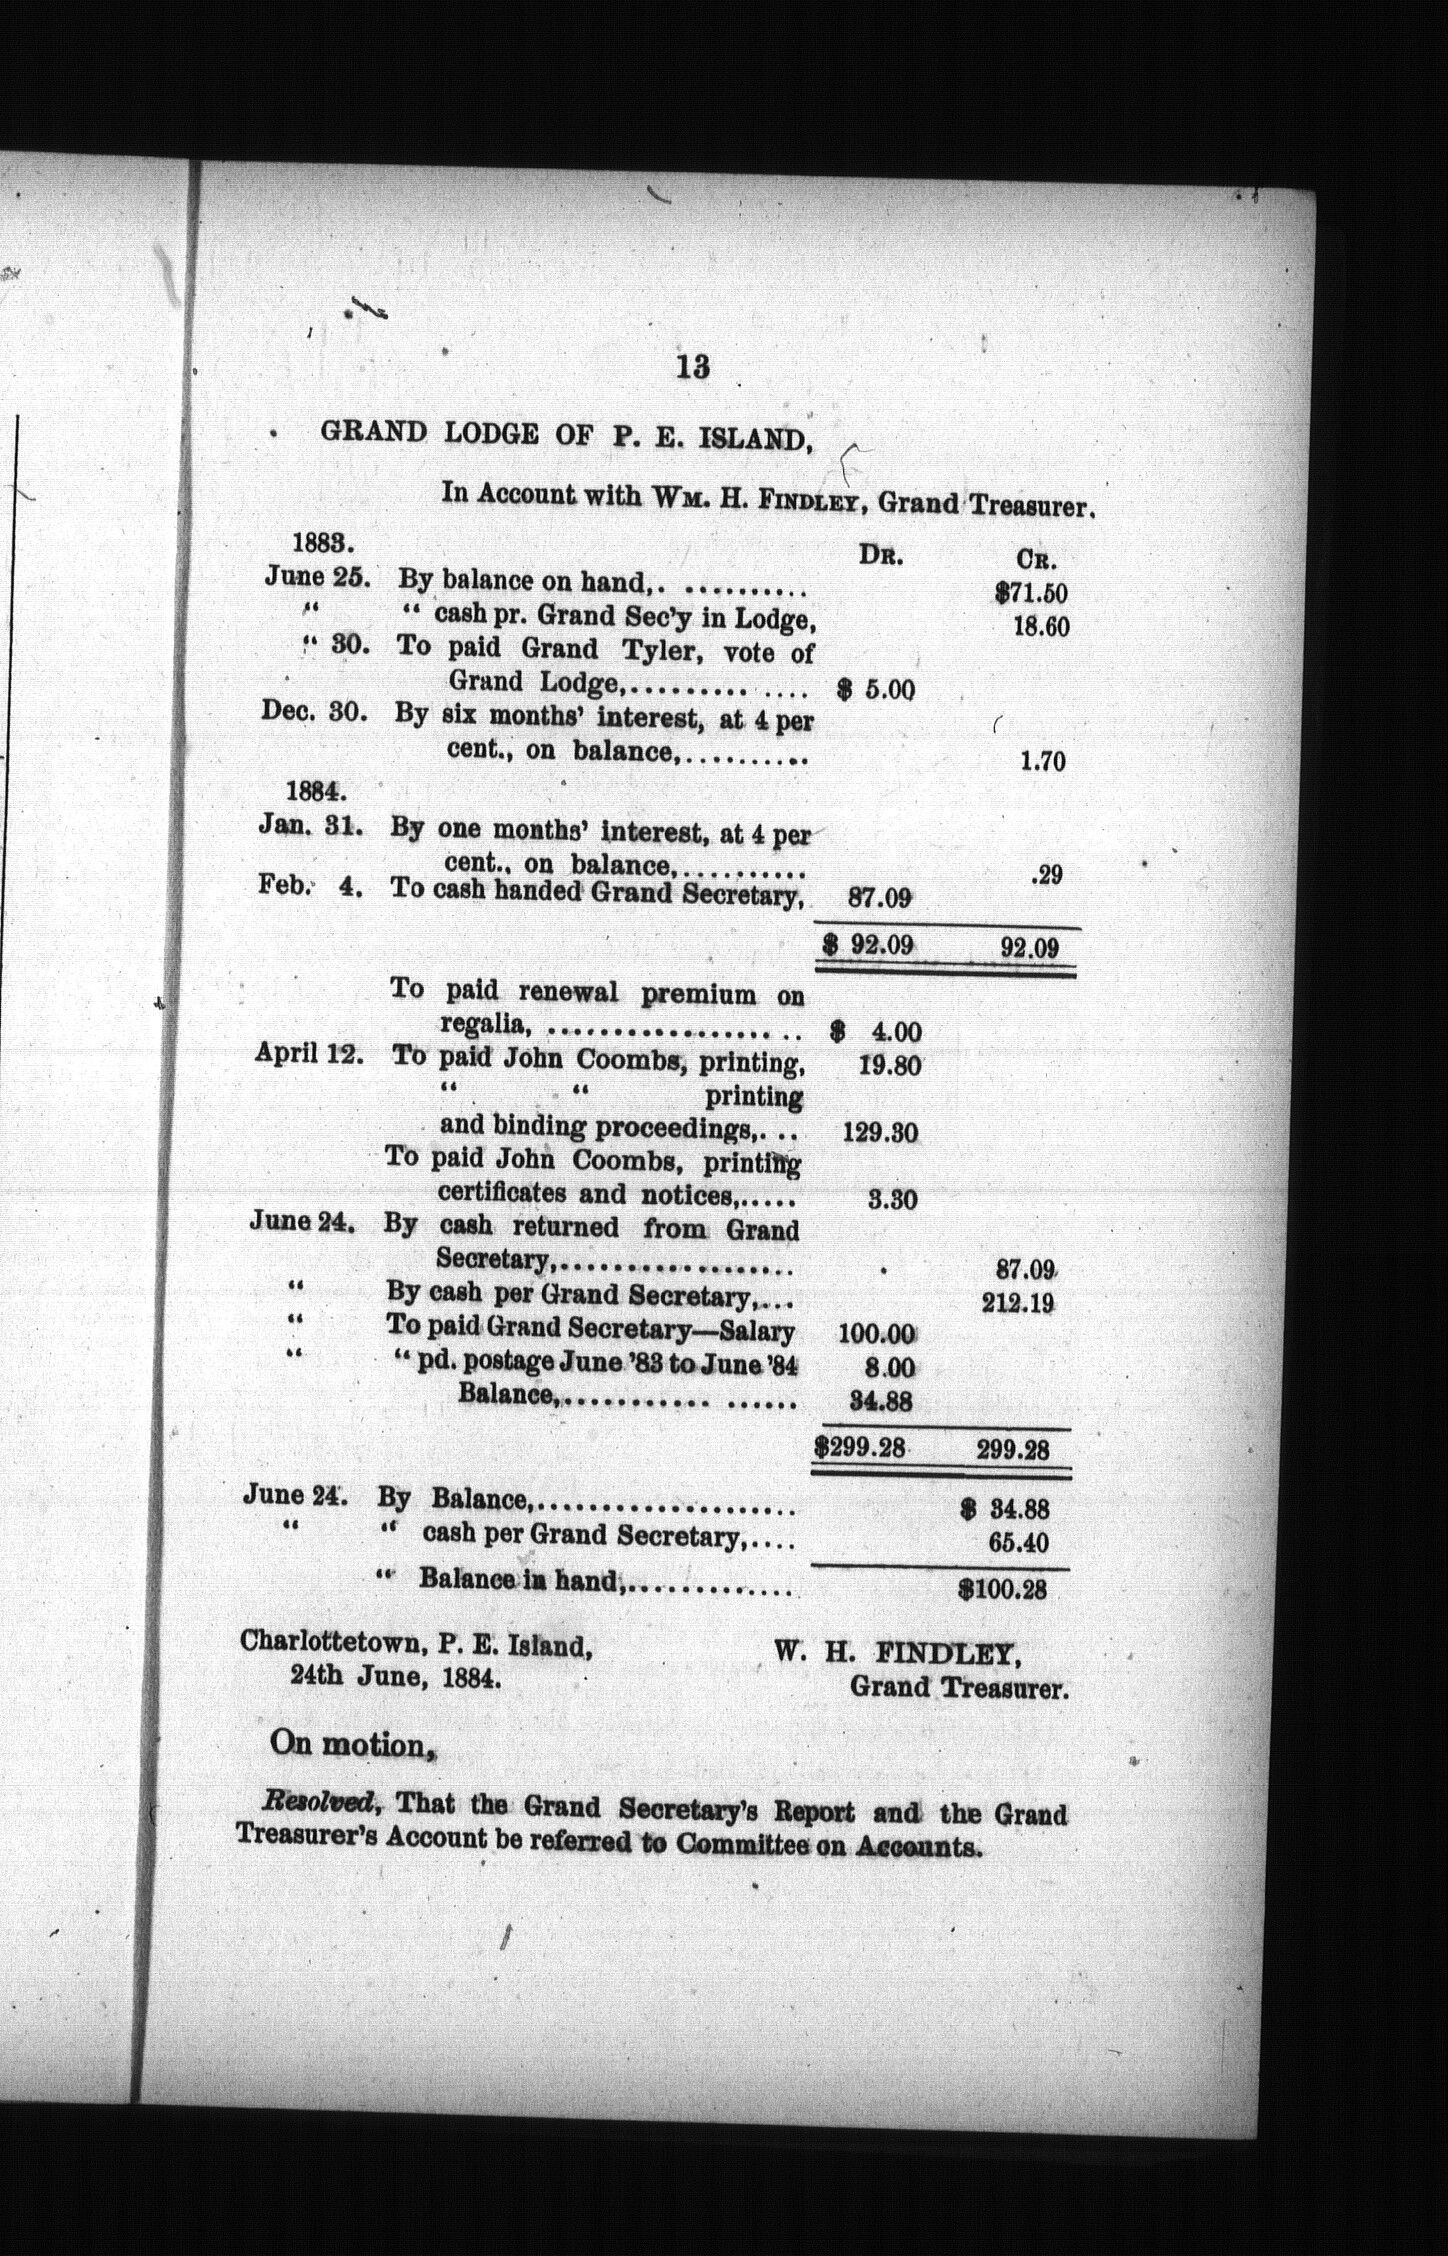 13
GRAND LODGE OF P. E. ISLAND,
In Account with WM. H. FINDLEY, Grand Treasurer.
1883. DR. CR.
June 25. By balance on hand,. .......... $71.50
“ “ cash pr. Grand Sec'y in Lodge, 18.60
“ 30. To paid Grand Tyler, vote of
Grand Lodge,.......... .... $ 5.00
Dec. 30. By six months' interest, at 4 per
cent., on balance,.......... 1.70
1884.
Jan. 31. By one months' interest, at 4 per
cent., on balance,.......... .29
Feb. 4. To cash handed Grand Secretary, 87.09
$ 92.09 92.09
To paid renewal premium on
regalia, ................. .. $ 4.00
April 12. To paid John Coombs, printing, 19.80
“ “ printing
and binding proceedings,. .. 129.30
To paid John Coombs, printing
certificates and notices,..... 3.30
June 24. By cash returned from Grand
Secretary,.................. 87.09
“ By cash per Grand Secretary,... 212.19
“ To paid Grand Secretary—Salary 100.00
“ “ pd. postage June '83 to June '84 8.00
Balance,........... ...... 34.88
$299.28 299.28
June 24. By Balance,.................... $ 34.88
“ “ cash per Grand Secretary,.... 65.40
“ Balance in hand,............. $100.28
Charlottetown, P. E. Island, W. H. FINDLEY,
24th June, 1884. Grand Treasurer.
On motion,
Resolved, That the Grand Secretary's Report and the Grand
Treasurer's Account be referred to Committee on Accounts.